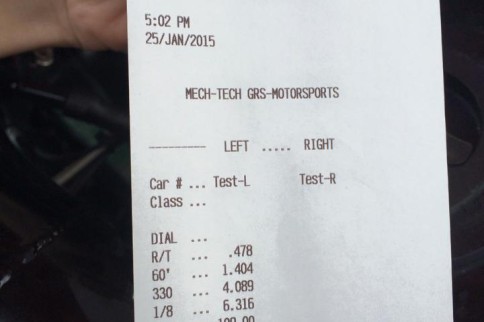 5:02 PM
25/JAN/2015
MECH-TECH GRS-MOTORSPORTS
-------- LEFT ..... RIGHT
Car # ... Test-L Test-R
Class ...
DIAL ...
R/T ... .478
60' ... 1.404
330 ... 4.089
1/8 ... 6.316